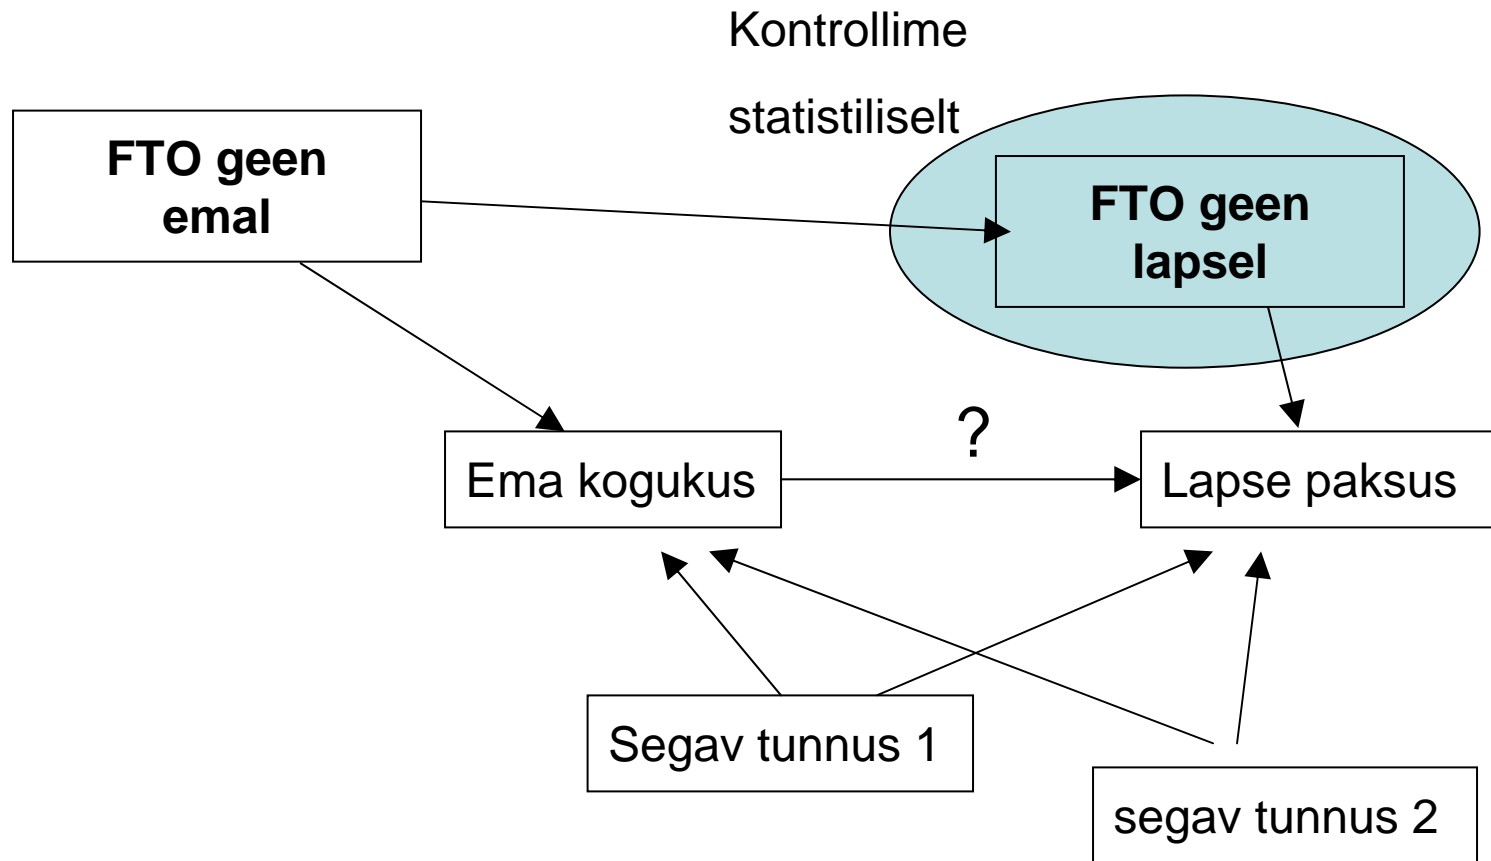 Kontrollime
statistiliselt
FTO geen
emal
FTO geen
lapsel
?
Ema kogukus
Lapse paksus
Segav tunnus 1
segav tunnus 2